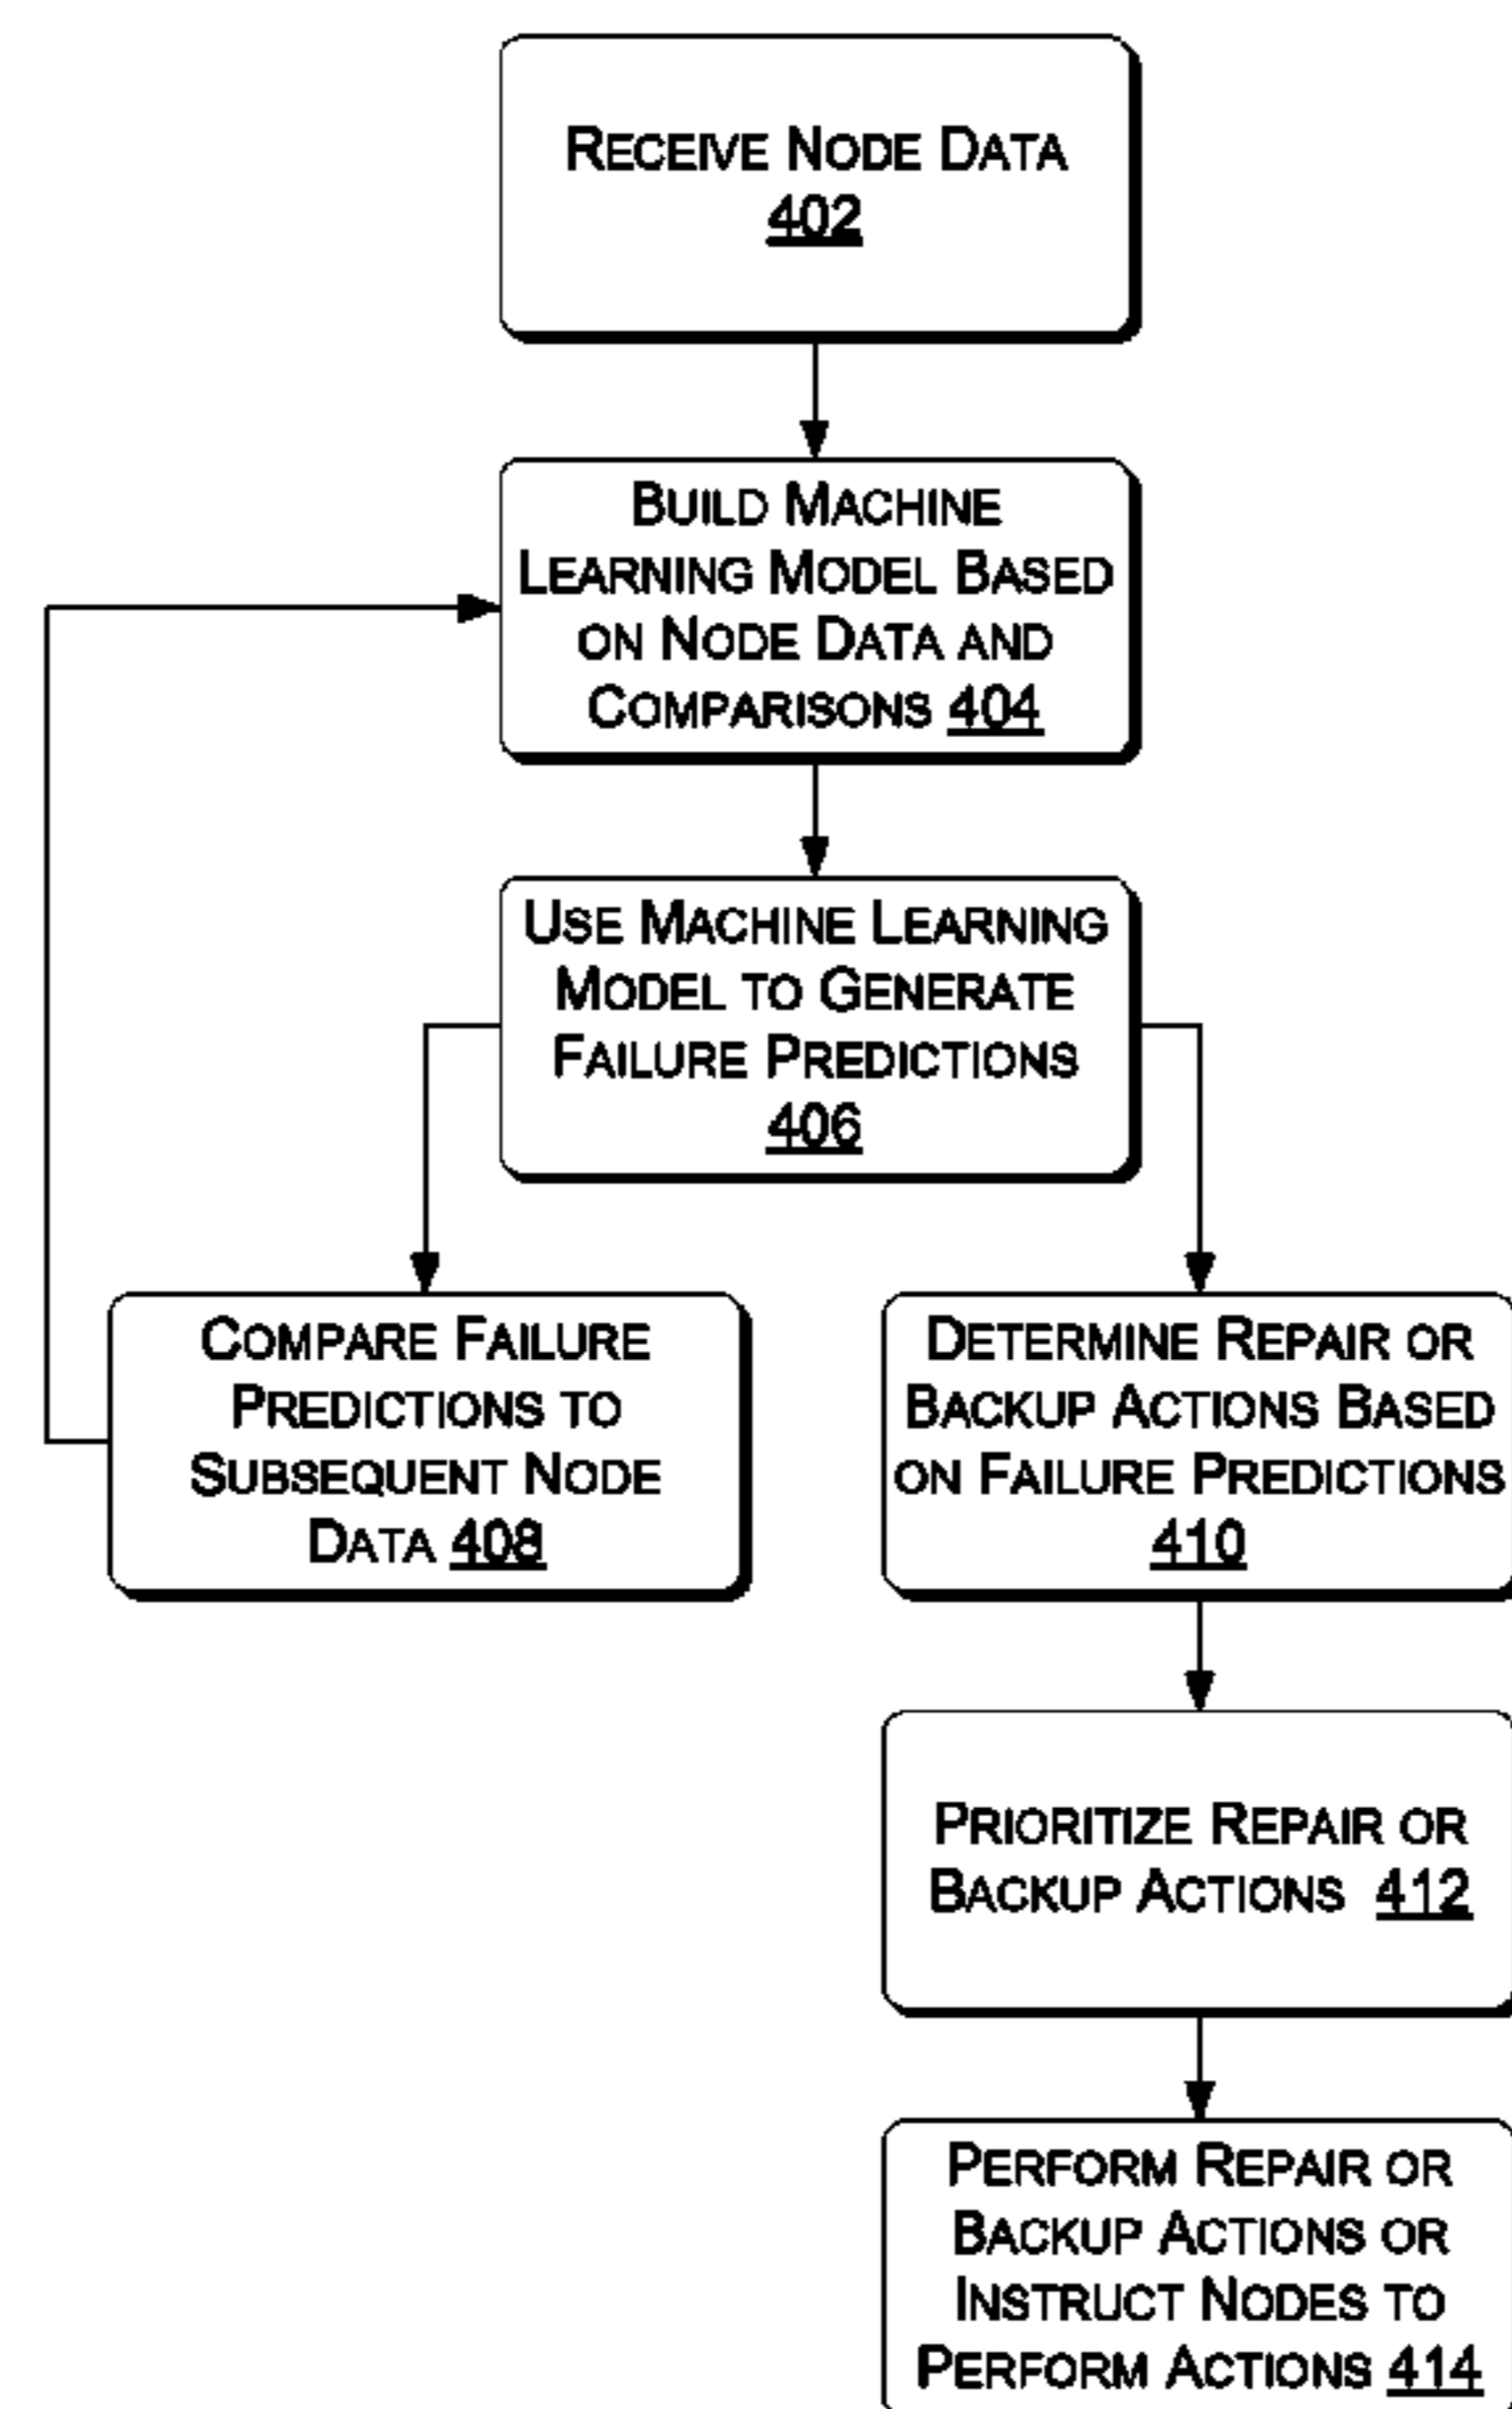 RECEIVE NODE DATA
402
BUILD MACHINE
LEARNING MODEL BASED
ON NODE DATA AND
COMPARISONS 404
USE MACHINE LEARNING
MODEL TO GENERATE
FAILURE PREDICTIONS
406
COMPARE FAILURE
PREDICTIONS TO
SUBSEQUENT NODE
DATA 408
DETERMINE REPAIR OR
BACKUP ACTIONS BASED
ON FAILURE PREDICTIONS
410
PRIORITIZE REPAIR OR
BACKUP ACTIONS 412
PERFORM REPAIR OR
BACKUP ACTIONS OR
INSTRUCT NODES TO
PERFORM ACTIONS 414